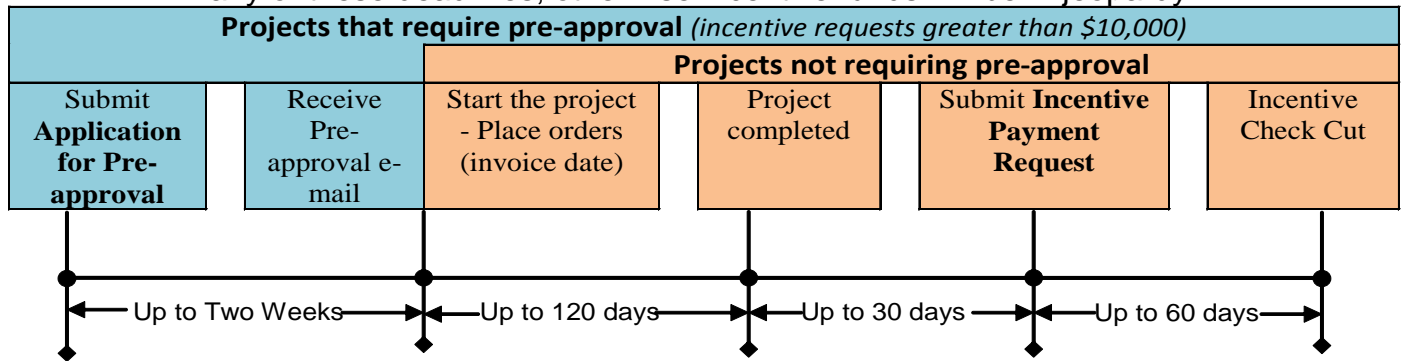 Projects that require pre-approval (incentive requests greater than $10,000)
Projects not requiring pre-approval
Submit
Application
for Pre-
approval
Receive
Pre-
approval e-
mail
Start the project
- Place orders
(invoice date)
Project
completed
Submit Incentive
Payment
Request
Incentive
Check Cut
Up to Two Weeks
Up to 120 days
Up to 30 days
Up to 60 days